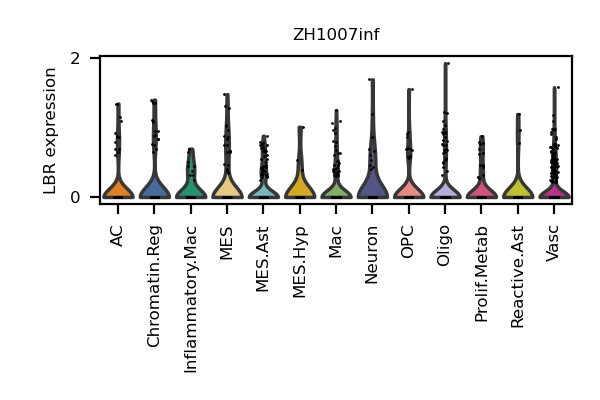 ZH1007inf
LBR expression
2
0
AC
Chromatin.Reg
Inflammatory.Mac
MES
MES.Ast
MES.Hyp
Mac
Neuron
OPC
Oligo
Prolif.Metab
Reactive.Ast
Vasc